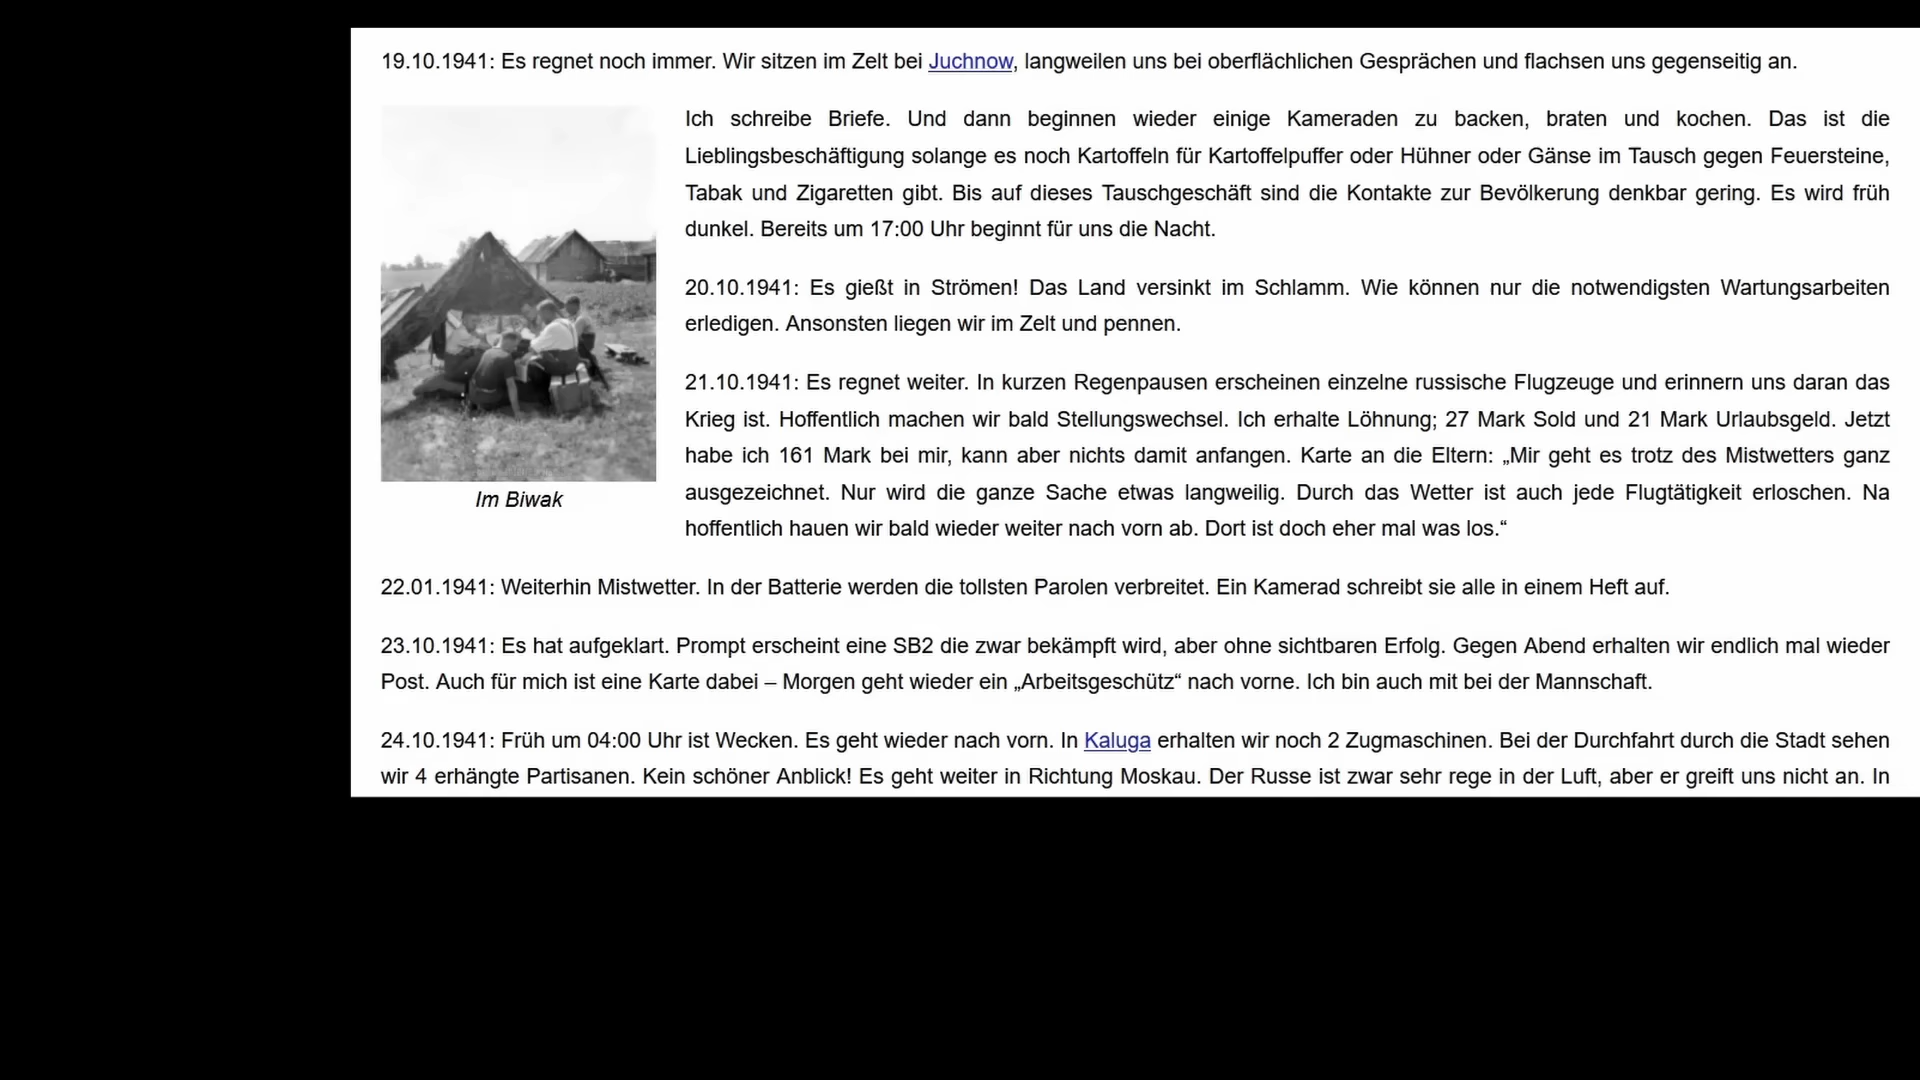 19.10.1941: Es regnet noch immer. Wir sitzen im Zelt bei Juchnow, langweilen uns bei oberflächlichen Gesprächen und flachsen uns gegenseitig an.
Ich schreibe Briefe. Und dann beginnen wieder einige Kameraden zu backen, braten und kochen. Das ist die
Lieblingsbeschäftigung solange es noch Kartoffeln für Kartoffelpuffer oder Hühner oder Gänse im Tausch gegen Feuersteine,
Tabak und Zigaretten gibt. Bis auf dieses Tauschgeschäft sind die Kontakte zur Bevölkerung denkbar gering. Es wird früh
dunkel. Bereits um 17:00 Uhr beginnt für uns die Nacht.
20.10.1941: Es gießt in Strömen! Das Land versinkt im Schlamm. Wie können nur die notwendigsten Wartungsarbeiten
erledigen. Ansonsten liegen wir im Zelt und pennen.
21.10.1941: Es regnet weiter. In kurzen Regenpausen erscheinen einzelne russische Flugzeuge und erinnern uns daran das
Krieg ist. Hoffentlich machen wir bald Stellungswechsel. Ich erhalte Löhnung; 27 Mark Sold und 21 Mark Urlaubsgeld. Jetzt
habe ich 161 Mark bei mir, kann aber nichts damit anfangen. Karte an die Eltern: „Mir geht es trotz des Mistwetters ganz
ausgezeichnet. Nur wird die ganze Sache etwas langweilig. Durch das Wetter ist auch jede Flugtätigkeit erloschen. Na
hoffentlich hauen wir bald wieder weiter nach vorn ab. Dort ist doch eher mal was los.“
Im Biwak
22.01.1941: Weiterhin Mistwetter. In der Batterie werden die tollsten Parolen verbreitet. Ein Kamerad schreibt sie alle in einem Heft auf.
23.10.1941: Es hat aufgeklart. Prompt erscheint eine SB2 die zwar bekämpft wird, aber ohne sichtbaren Erfolg. Gegen Abend erhalten wir endlich mal wieder
Post. Auch für mich ist eine Karte dabei – Morgen geht wieder ein „Arbeitsgeschütz“ nach vorne. Ich bin auch mit bei der Mannschaft.
24.10.1941: Früh um 04:00 Uhr ist Wecken. Es geht wieder nach vorn. In Kaluga erhalten wir noch 2 Zugmaschinen. Bei der Durchfahrt durch die Stadt sehen
wir 4 erhängte Partisanen. Kein schöner Anblick! Es geht weiter in Richtung Moskau. Der Russe ist zwar sehr rege in der Luft, aber er greift uns nicht an. In